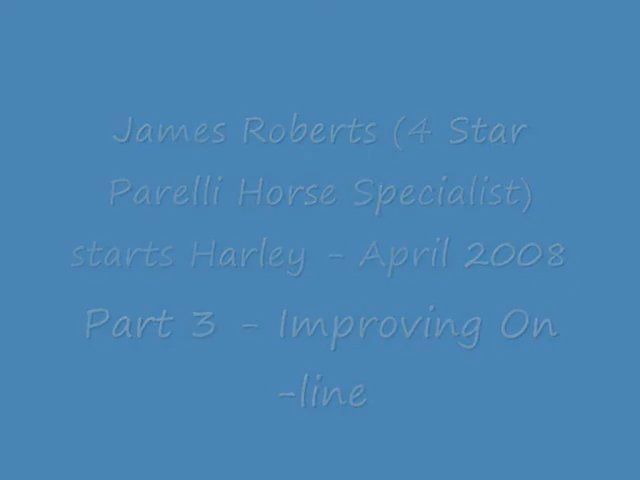 James Roberts (4 Star
Parelli Horse Specialist)
starts Harley - April 2008
Part 3 - Improving On
-line